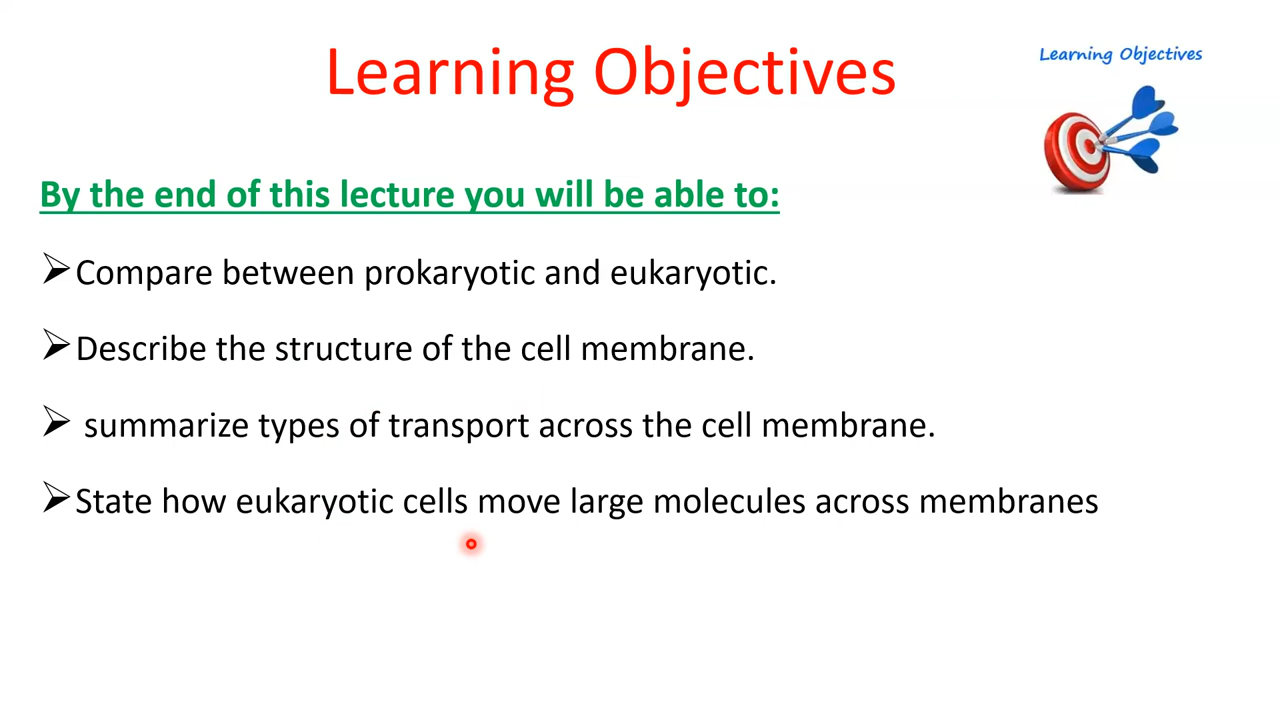 Learning Objectives
Learning Objectives
By the end of this lecture you will be able to:
➢Compare between prokaryotic and eukaryotic.
➢Describe the structure of the cell membrane.
➢ summarize types of transport across the cell membrane.
➢State how eukaryotic cells move large molecules across membranes